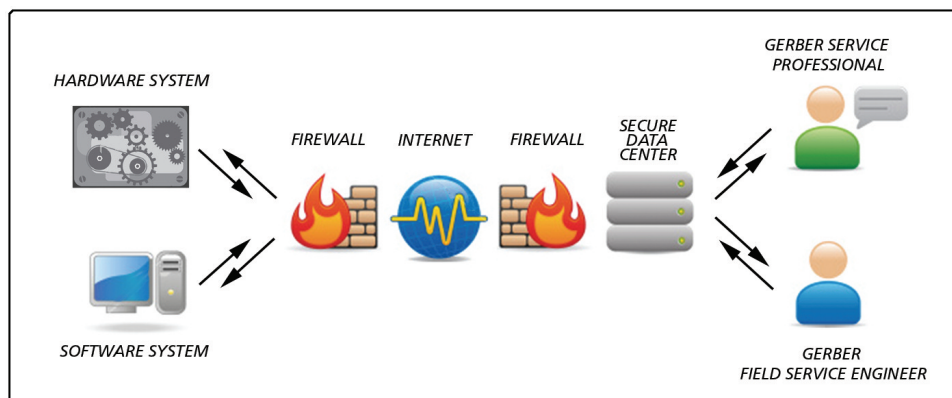 HARDWARE SYSTEM
FIREWALL
INTERNET
FIREWALL
SECURE
DATA
CENTER
GERBER SERVICE
PROFESSIONAL
SOFTWARE SYSTEM
GERBER
FIELD SERVICE ENGINEER